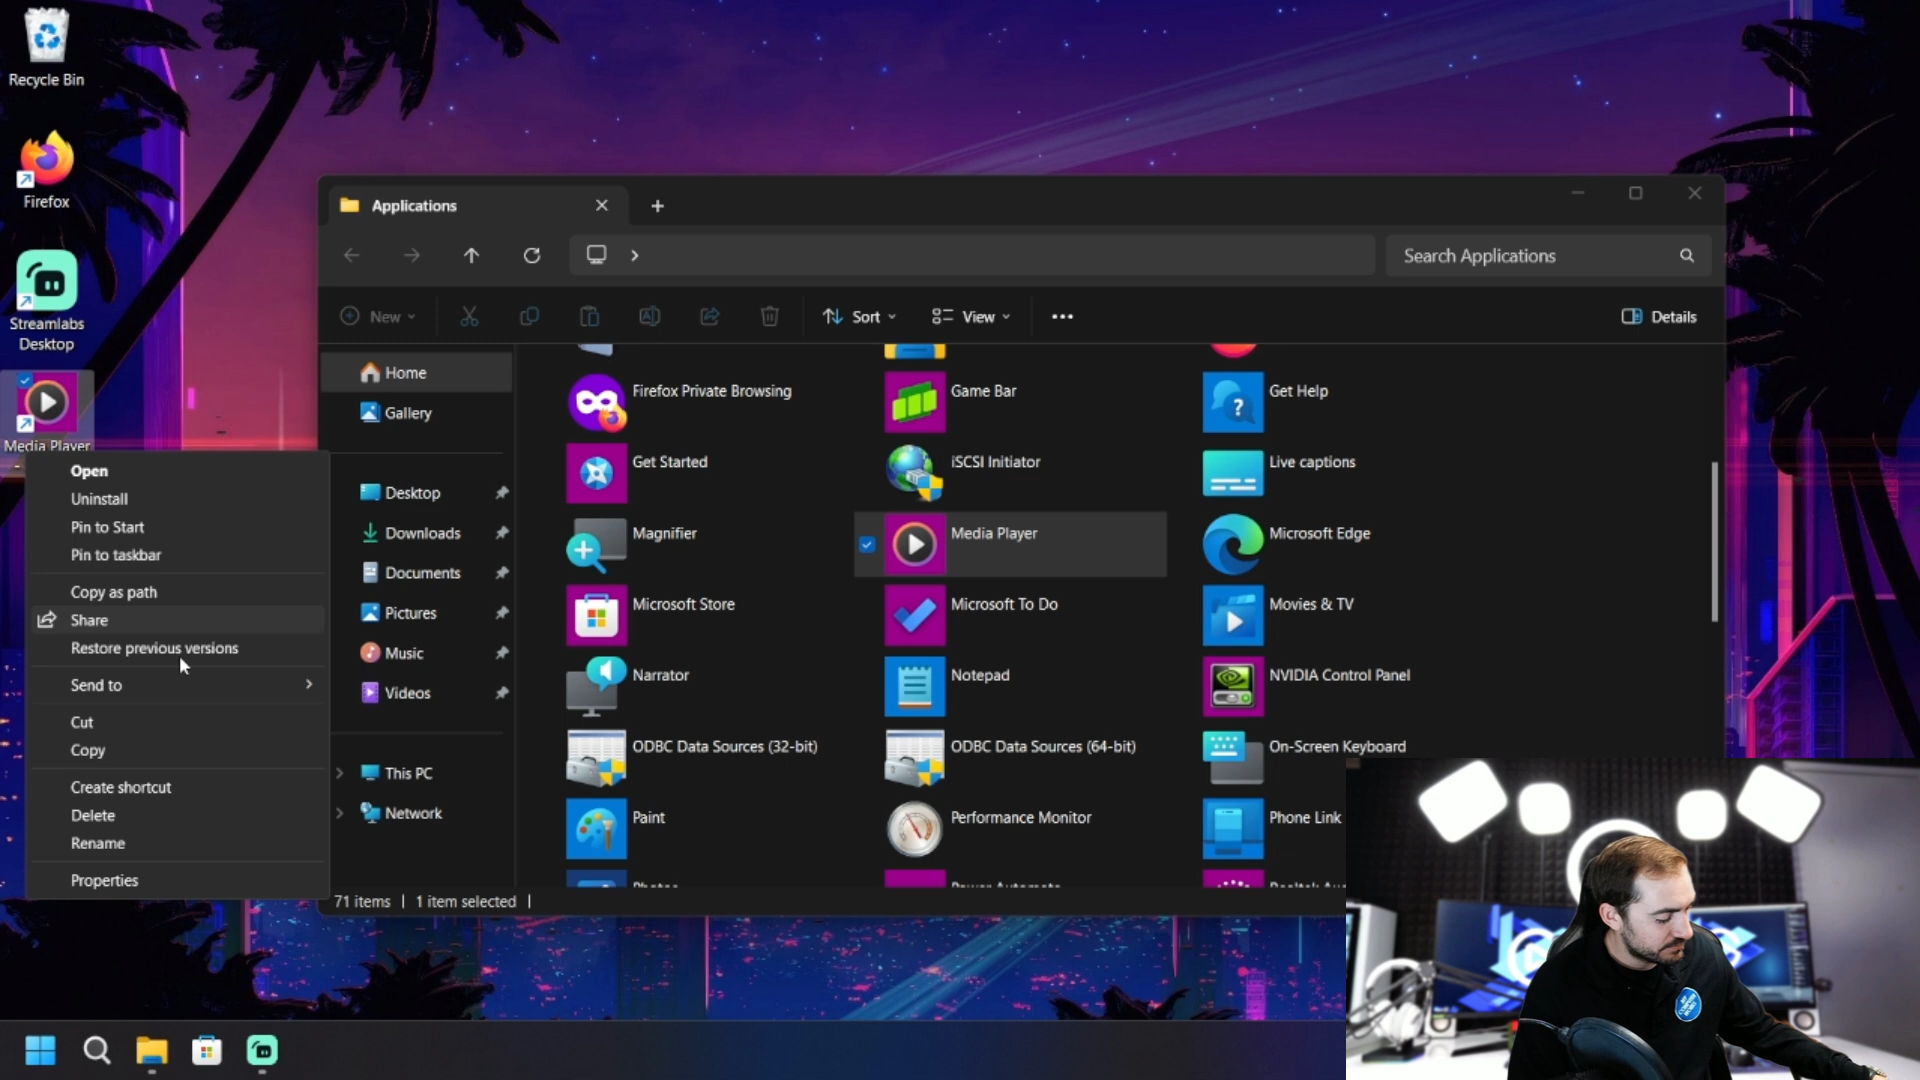 Recycle Bin
Firefox
Streamlabs
Desktop
Media Player
Open
Uninstall
Pin to Start
Pin to taskbar
Copy as path
Share
Restore previous versions
Send to
Cut
Copy
Create shortcut
Delete
Rename
Properties
Applications
Search Applications
New
Sort
View
Details
Home
Gallery
Desktop
Downloads
Documents
Pictures
Music
Videos
This PC
Network
Firefox Private Browsing
Game Bar
Get Help
Get Started
iSCSI Initiator
Live captions
Magnifier
Media Player
Microsoft Edge
Microsoft Store
Microsoft To Do
Movies & TV
Narrator
Notepad
NVIDIA Control Panel
ODBC Data Sources (32-bit)
ODBC Data Sources (64-bit)
On-Screen Keyboard
Paint
Performance Monitor
Phone Link
Photos
Power Automate
71 items
1 item selected